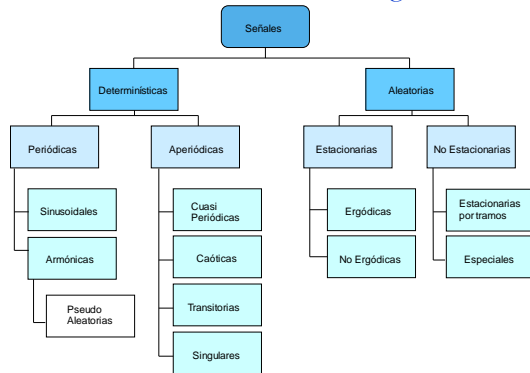 Señales
Determinísticas
Aleatorias
Periódicas
Aperiódicas
Estacionarias
No Estacionarias
Sinusoidales
Cuasi
Periódicas
Ergódicas
Estacionarias
por tramos
Armónicas
Caóticas
No Ergódicas
Especiales
Pseudo
Aleatorias
Transitorias
Singulares